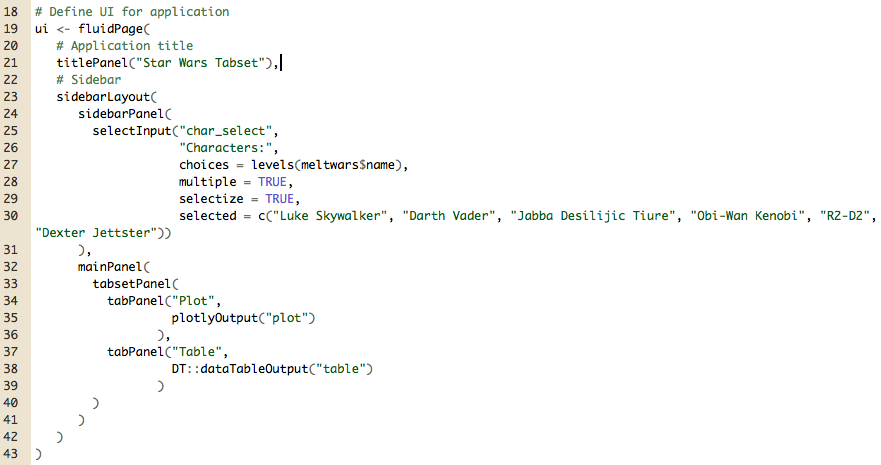 18 # Define UI for application
19 ui <- fluidPage(
20    # Application title
21    titlePanel("Star Wars Tabset"),
22    # Sidebar
23    sidebarLayout(
24       sidebarPanel(
25         selectInput("char_select",
26                     "Characters:",
27                     choices = levels(meltwars$name),
28                     multiple = TRUE,
29                     selectize = TRUE,
30                     selected = c("Luke Skywalker", "Darth Vader", "Jabba Desilijic Tiure", "Obi-Wan Kenobi", "R2-D2",
"Dexter Jettster"))
31       ),
32       mainPanel(
33         tabsetPanel(
34           tabPanel("Plot",
35                    plotlyOutput("plot")
36                  ),
37           tabPanel("Table",
38                    DT::dataTableOutput("table")
39                  )
40         )
41       )
42    )
43 )